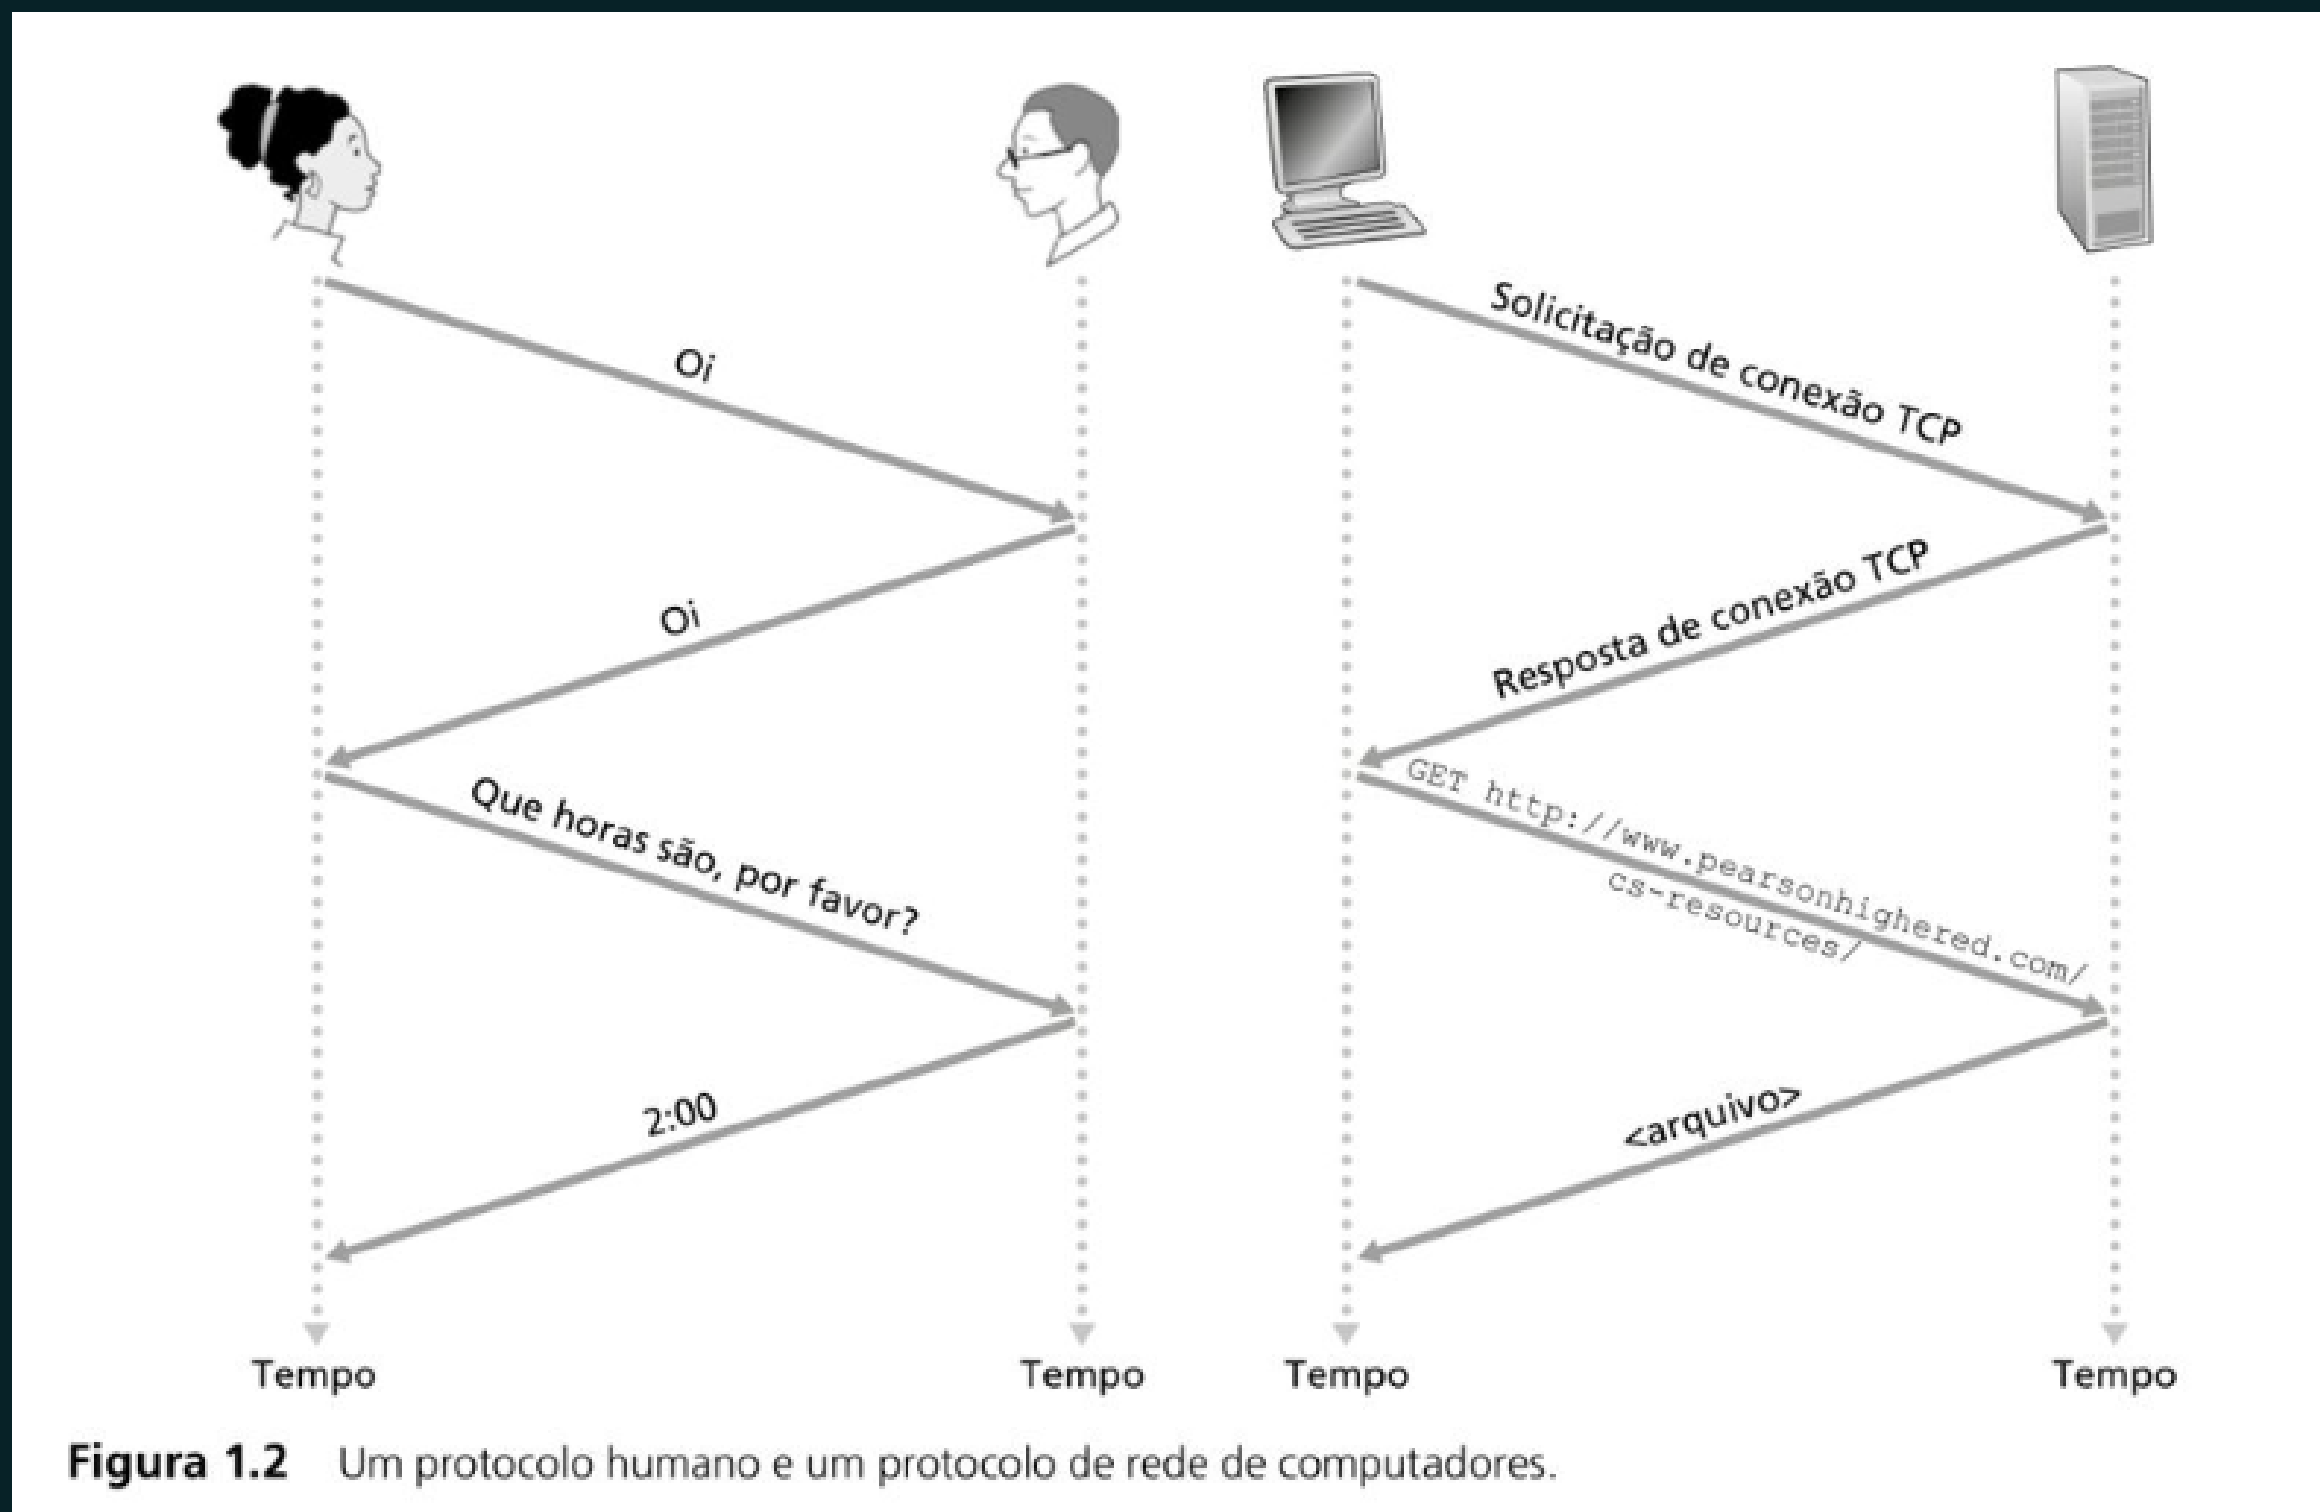 Oi
Oi
Que horas são, por favor?
2:00
Tempo
Tempo
Solicitação de conexão TCP
Resposta de conexão TCP
GET http://www.pearsonhighered.com/
cs-resources/
<arquivo>
Tempo
Tempo
Figura 1.2 Um protocolo humano e um protocolo de rede de computadores.